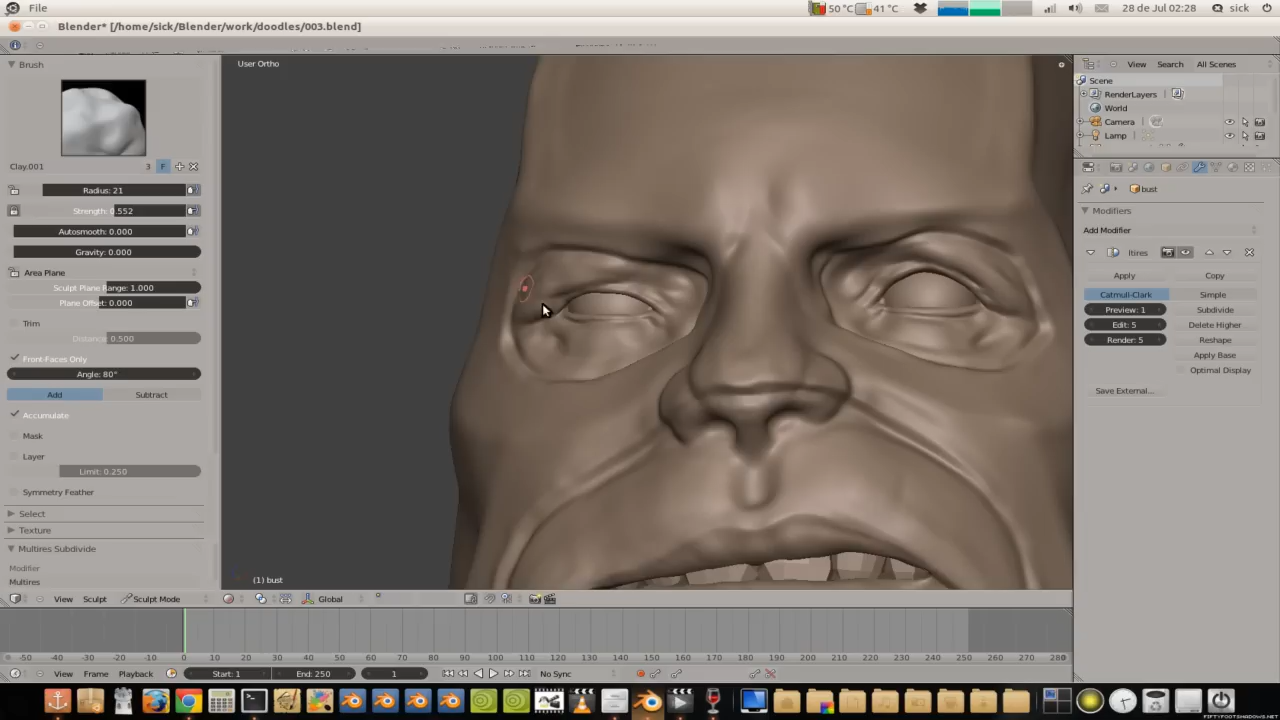 File
50 °C
41 °C
28 de Jul 02:28
sick
Blender* [/home/sick/Blender/work/doodles/003.blend]
Brush
User Ortho
View
Search
All Scenes
Scene
RenderLayers
World
Camera
Lamp
Clay.001
3
F
Radius: 21
Strength: 0.552
Autosmooth: 0.000
Gravity: 0.000
Area Plane
Sculpt Plane Range: 1.000
Plane Offset: 0.000
Trim
Distance: 0.500
Front-Faces Only
Angle: 80°
Add
Subtract
Accumulate
Mask
Layer
Limit: 0.250
Symmetry Feather
Select
Texture
Multires Subdivide
Modifier
Multires
bust
Modifiers
Add Modifier
ltires
Apply
Copy
Catmull-Clark
Simple
Preview: 1
Subdivide
Edit: 5
Delete Higher
Render: 5
Reshape
Apply Base
Optimal Display
Save External...
(1) bust
View
Sculpt
Sculpt Mode
Global
-50 -40 -30 -20 -10 0 10 20 30 40 50 60 70 80 90 100 110 120 130 140 150 160 170 180 190 200 210 220 230 240 250 260 270 280
View
Frame
Playback
Start: 1
End: 250
1
No Sync
FIFTYFOOTSHADOWS.NET